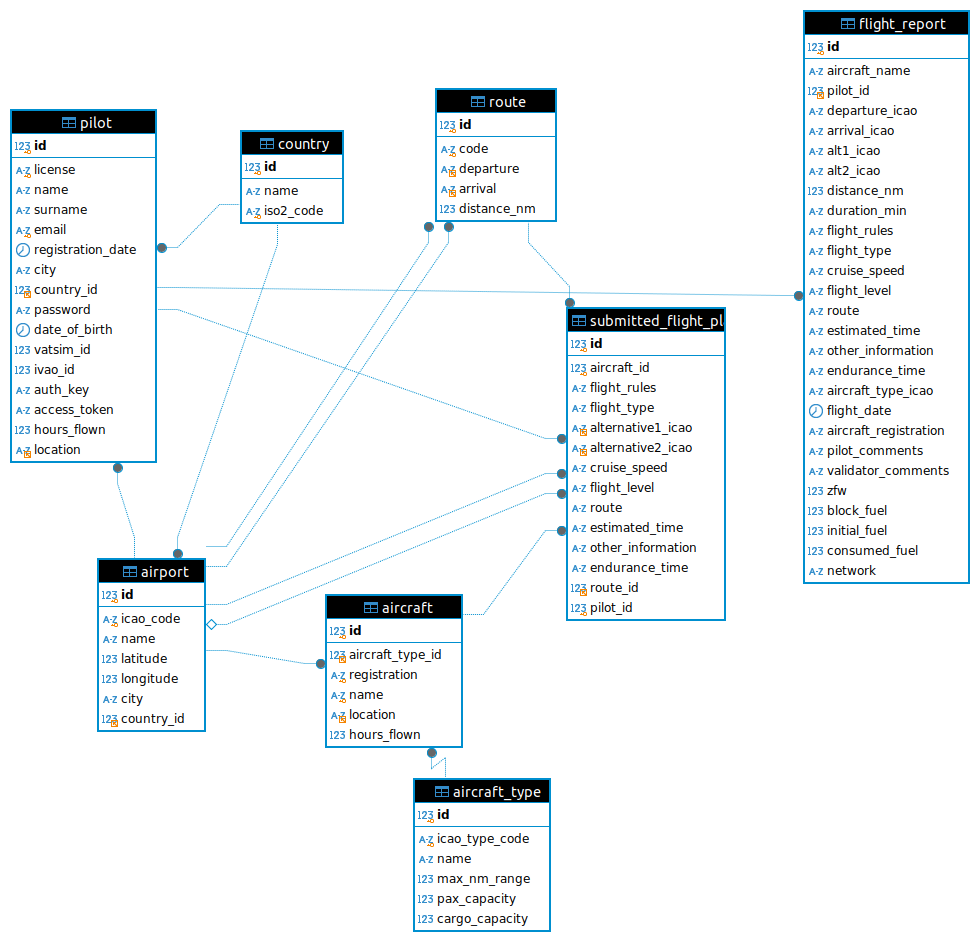 pilot
123 id
A-Z license
A-Z name
A-Z surname
A-Z email
registration_date
A-Z city
123 country_id
A-Z password
date_of_birth
123 vatsim_id
123 ivao_id
A-Z auth_key
A-Z access_token
123 hours_flown
A-Z location
country
123 id
A-Z name
A-Z iso2_code
route
123 id
A-Z code
A-Z departure
A-Z arrival
123 distance_nm
flight_report
123 id
A-Z aircraft_name
123 pilot_id
A-Z departure_icao
A-Z arrival_icao
A-Z alt1_icao
A-Z alt2_icao
123 distance_nm
123 duration_min
A-Z flight_rules
A-Z flight_type
A-Z cruise_speed
A-Z flight_level
A-Z route
A-Z estimated_time
A-Z other_information
A-Z endurance_time
A-Z aircraft_type_icao
flight_date
A-Z aircraft_registration
A-Z pilot_comments
A-Z validator_comments
123 zfw
123 block_fuel
123 initial_fuel
123 consumed_fuel
A-Z network
submitted_flight_pl
123 id
123 aircraft_id
A-Z flight_rules
A-Z flight_type
A-Z alternative1_icao
A-Z alternative2_icao
A-Z cruise_speed
A-Z flight_level
A-Z route
A-Z estimated_time
A-Z other_information
A-Z endurance_time
123 route_id
123 pilot_id
airport
123 id
A-Z icao_code
A-Z name
123 latitude
123 longitude
A-Z city
123 country_id
aircraft
123 id
123 aircraft_type_id
A-Z registration
A-Z name
A-Z location
123 hours_flown
aircraft_type
123 id
A-Z icao_type_code
A-Z name
123 max_nm_range
123 pax_capacity
123 cargo_capacity